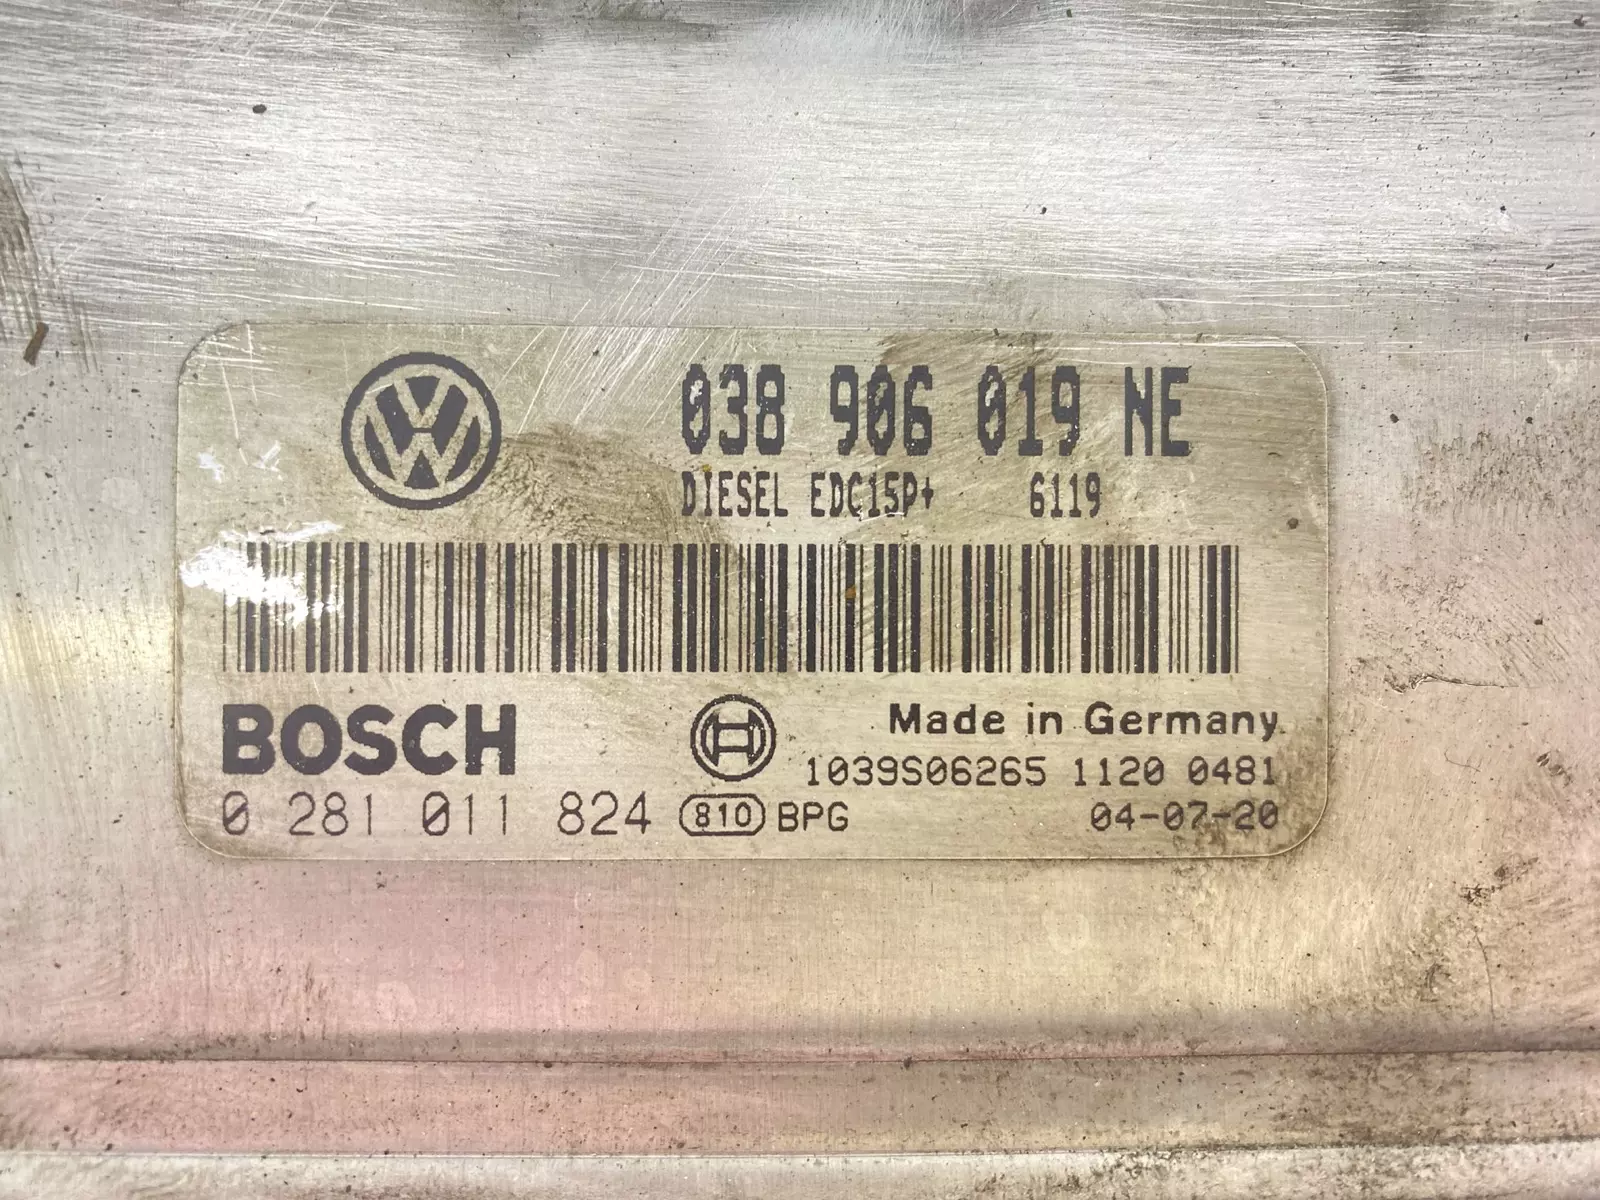 038 906 019 NE
DIESEL EDC15P+ 6119
BOSCH
Made in Germany
1039S06265 1120 0481
0 281 011 824 810 BPG 04-07-20